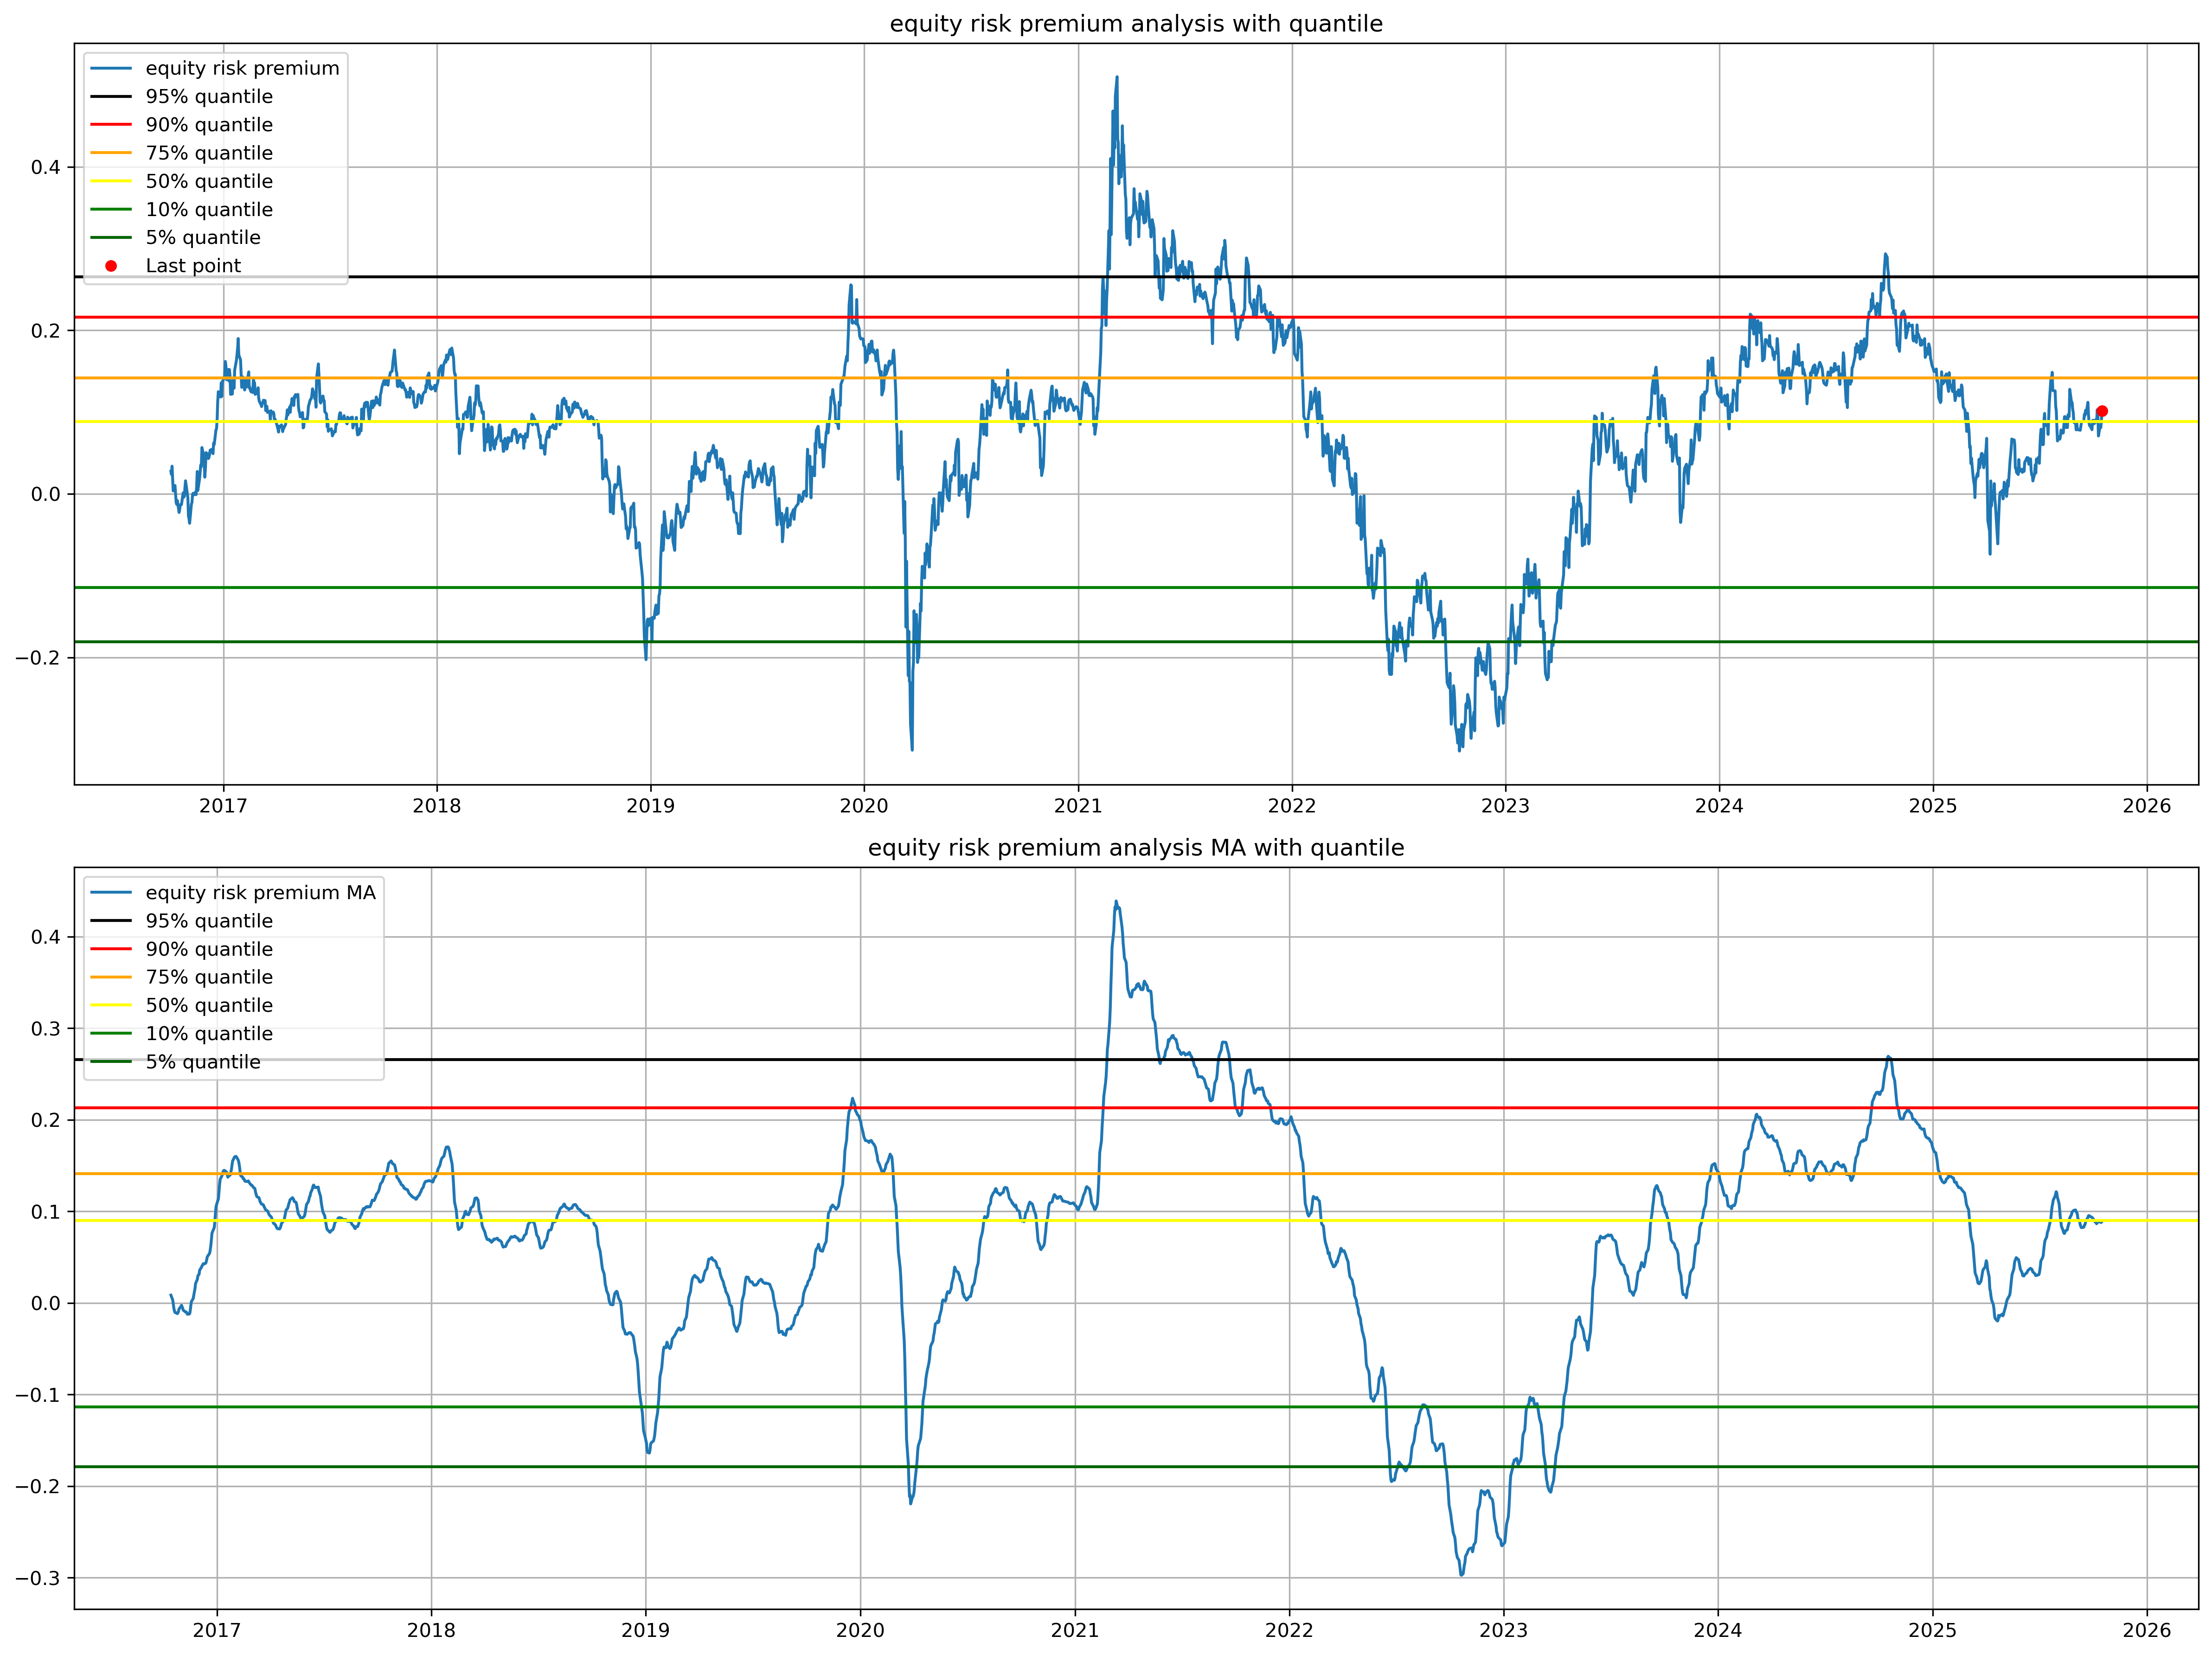 equity risk premium analysis with quantile
equity risk premium
95% quantile
90% quantile
75% quantile
50% quantile
10% quantile
5% quantile
Last point
0.4
0.2
0.0
−0.2
2017 2018 2019 2020 2021 2022 2023 2024 2025 2026
equity risk premium analysis MA with quantile
equity risk premium MA
95% quantile
90% quantile
75% quantile
50% quantile
10% quantile
5% quantile
0.4
0.3
0.2
0.1
0.0
−0.1
−0.2
−0.3
2017 2018 2019 2020 2021 2022 2023 2024 2025 2026